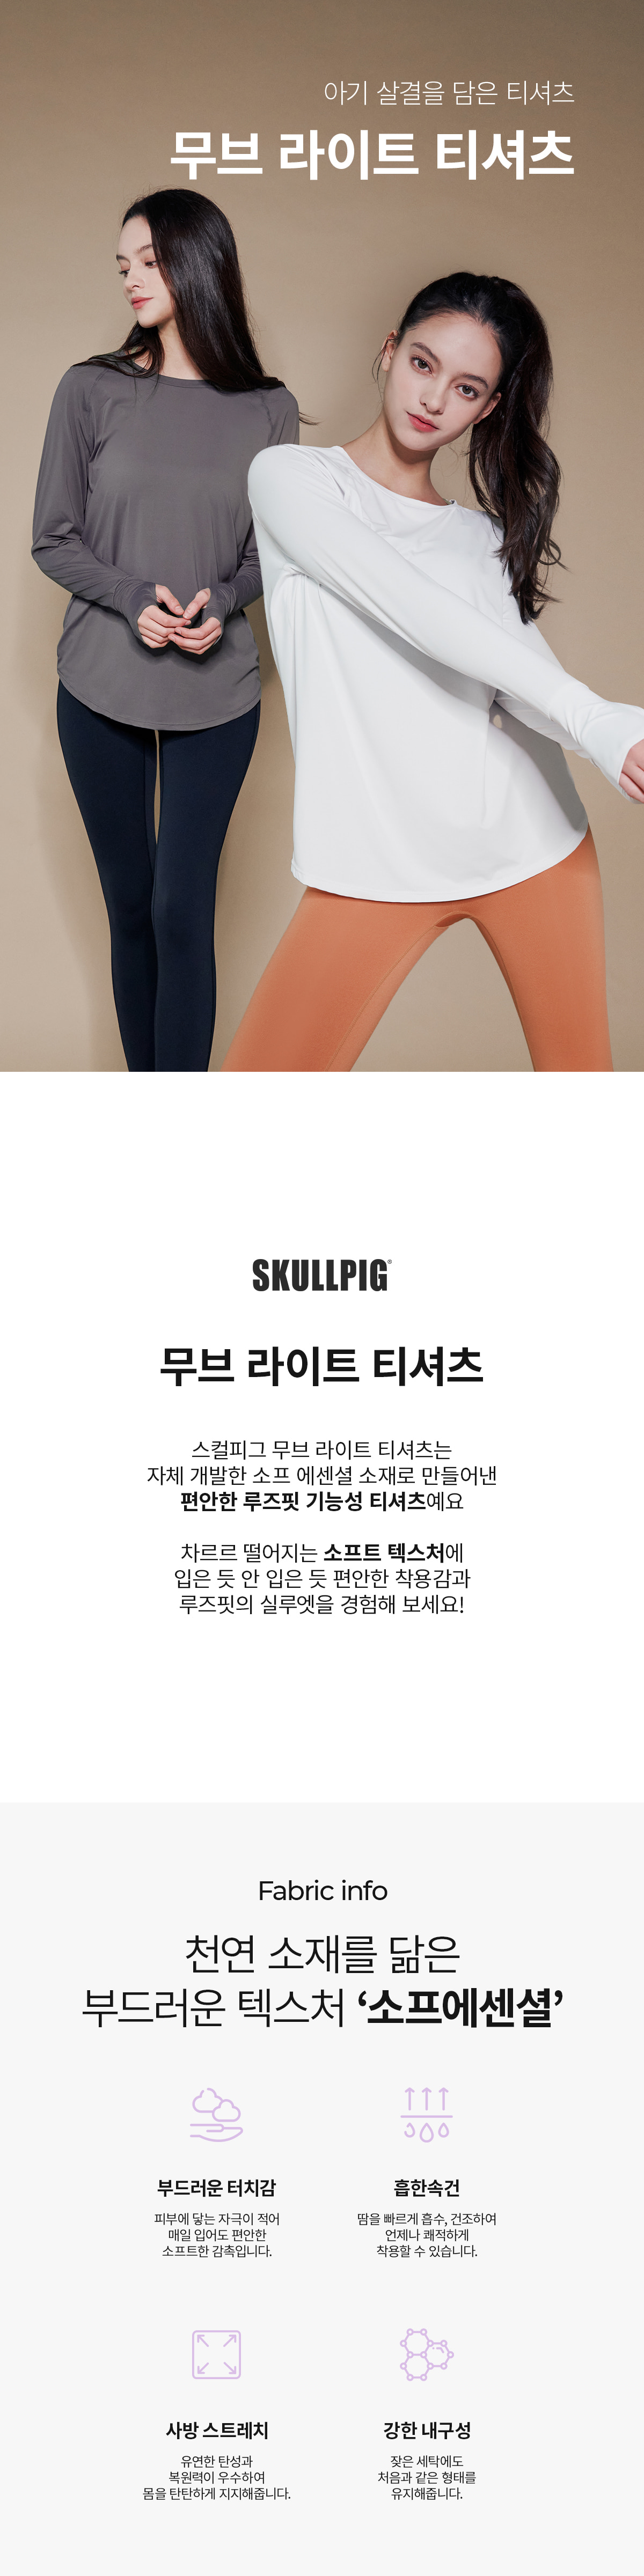 아기 살결을 담은 티셔츠
무브 라이트 티셔츠
SKULLPIG®
무브 라이트 티셔츠
스컬피그 무브 라이트 티셔츠는
자체 개발한 소프 에센셜 소재로 만들어낸
편안한 루즈핏 기능성 티셔츠예요
차르르 떨어지는 소프트 텍스처에
입은 듯 안 입은 듯 편안한 착용감과
루즈핏의 실루엣을 경험해 보세요!
Fabric info
천연 소재를 닮은
부드러운 텍스처 ‘소프에센셜’
부드러운 터치감
피부에 닿는 자극이 적어
매일 입어도 편안한
소프트한 감촉입니다.
흡한속건
땀을 빠르게 흡수, 건조하여
언제나 쾌적하게
착용할 수 있습니다.
사방 스트레치
유연한 탄성과
복원력이 우수하여
몸을 탄탄하게 지지해줍니다.
강한 내구성
잦은 세탁에도
처음과 같은 형태를
유지해줍니다.